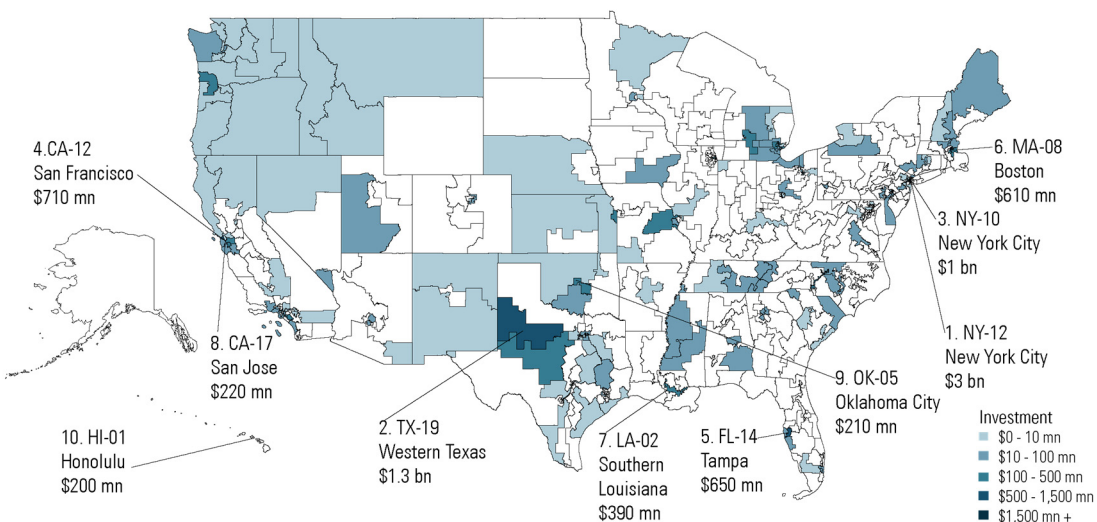 4.CA-12
San Francisco
$710 mn
6. MA-08
Boston
$610 mn
3. NY-10
New York City
$1 bn
1. NY-12
New York City
$3 bn
8. CA-17
San Jose
$220 mn
9. OK-05
Oklahoma City
$210 mn
10. HI-01
Honolulu
$200 mn
2. TX-19
Western Texas
$1.3 bn
7. LA-02
Southern
Louisiana
$390 mn
5. FL-14
Tampa
$650 mn
Investment
$0 - 10 mn
$10 - 100 mn
$100 - 500 mn
$500 - 1,500 mn
$1,500 mn +